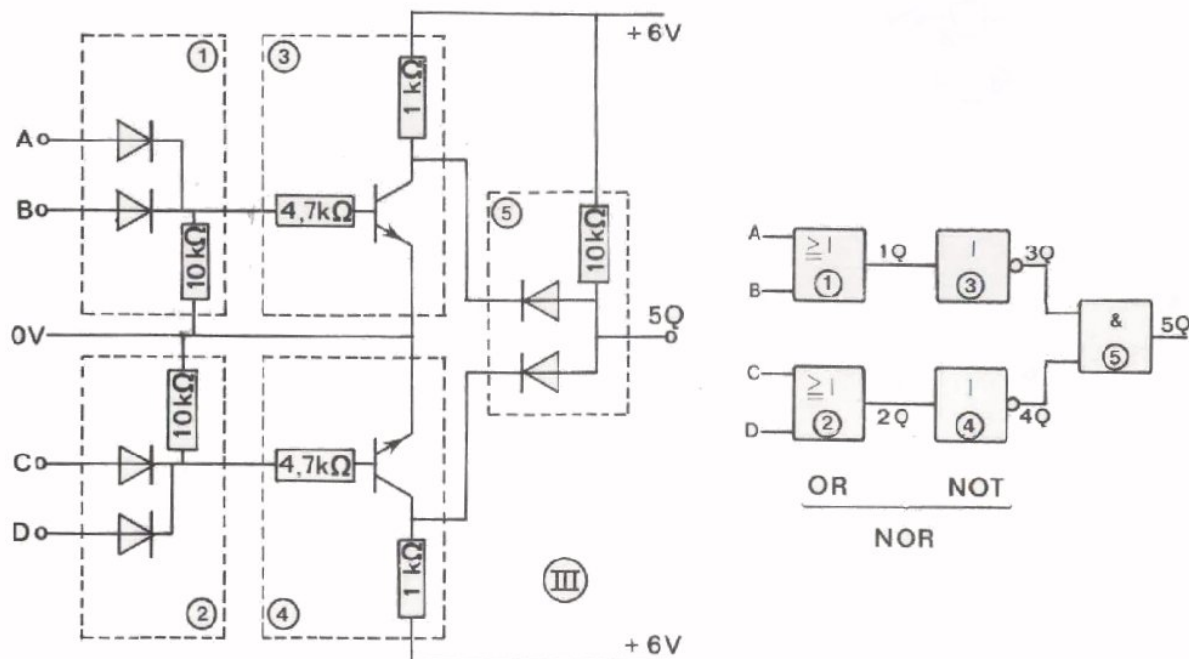 +6V
① ③
1 kΩ
A
B
4,7kΩ
10kΩ
⑤
10kΩ
0V
5Q
10kΩ
C
4,7kΩ
D
1 kΩ
III
② ④
+6V
A
≧1
①
1Q
1
③
3Q
B
&
⑤
5Q
C
≧1
②
2Q
1
④
4Q
D
OR NOT
NOR